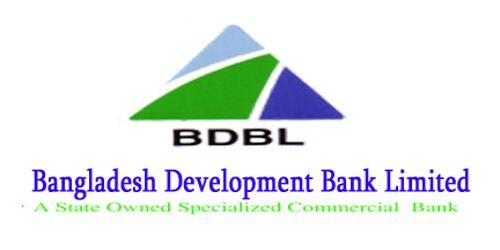 BDBL
Bangladesh Development Bank Limited
A State Owned Specialized Commercial Bank